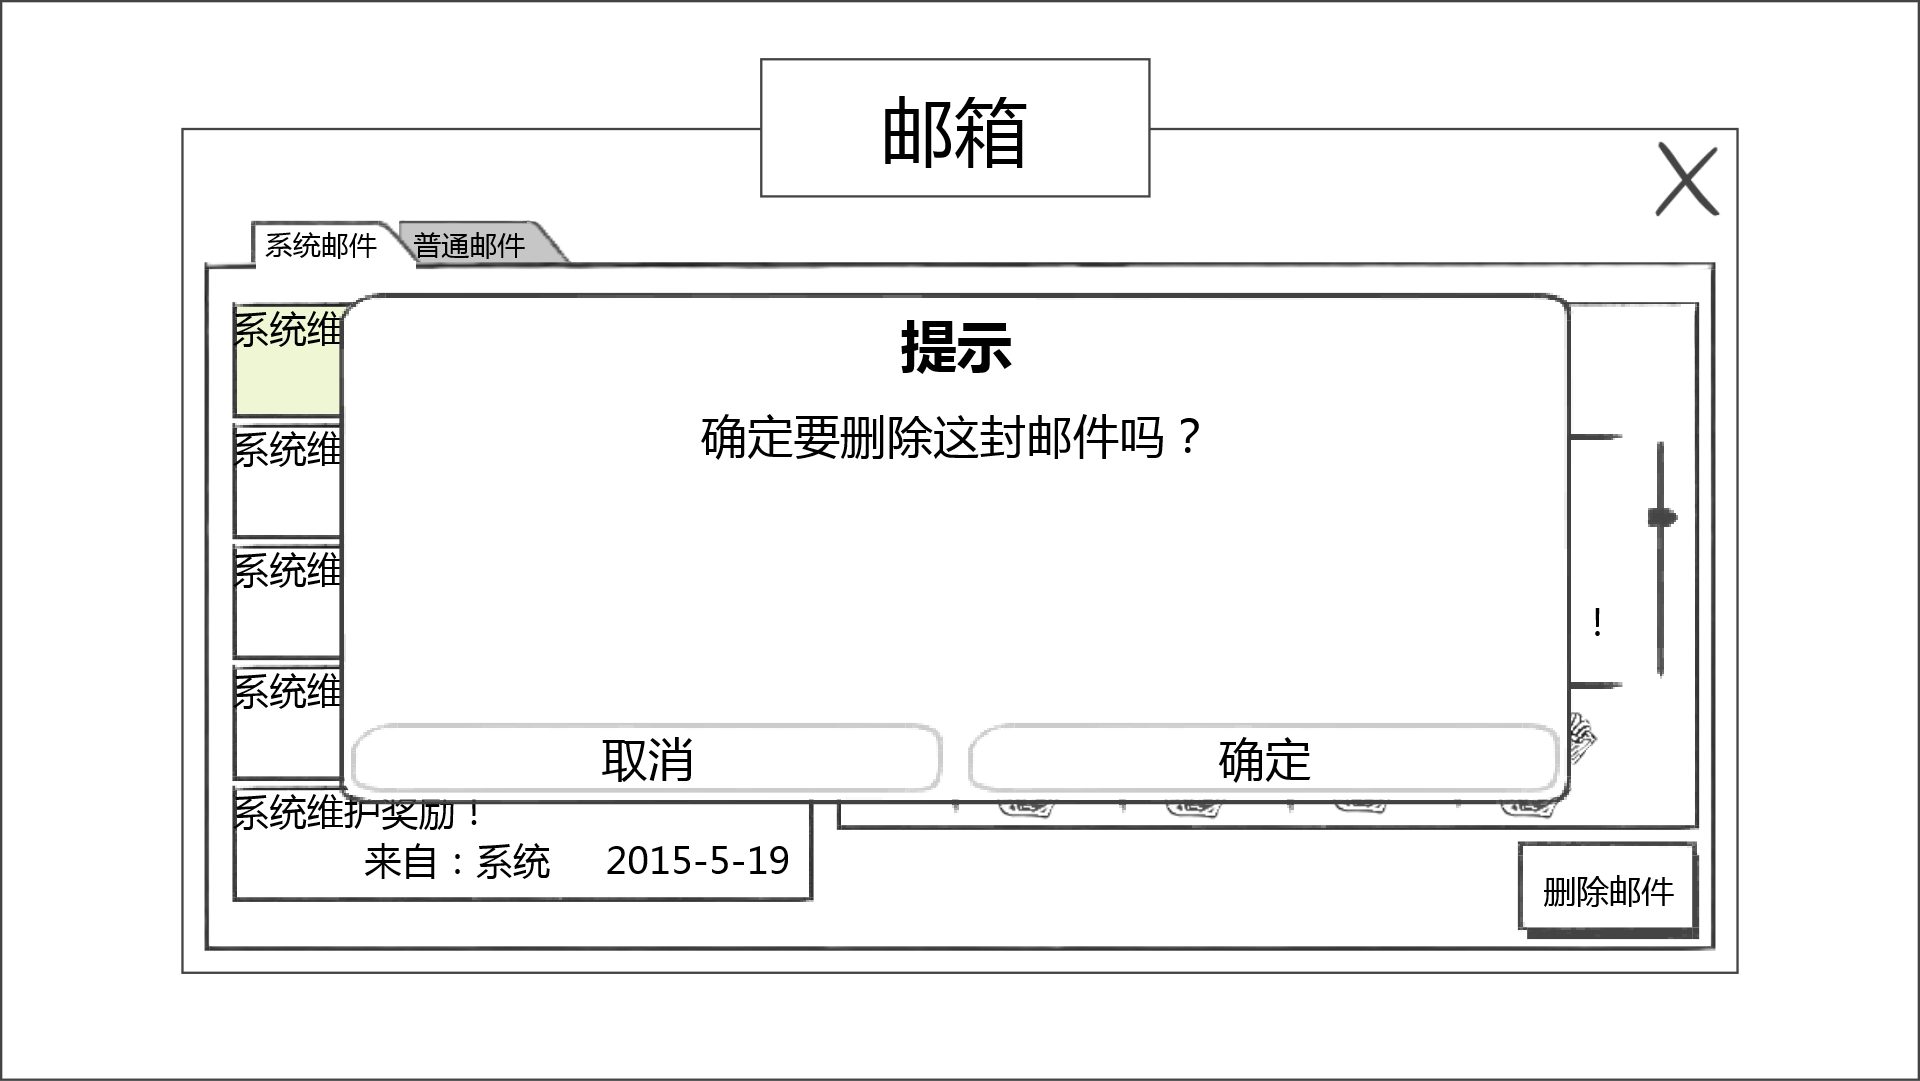 邮箱
系统邮件 普通邮件
系统维
提示
确定要删除这封邮件吗？
系统维
系统维
！
系统维
取消 确定
系统维护奖励！
来自：系统 2015-5-19
删除邮件